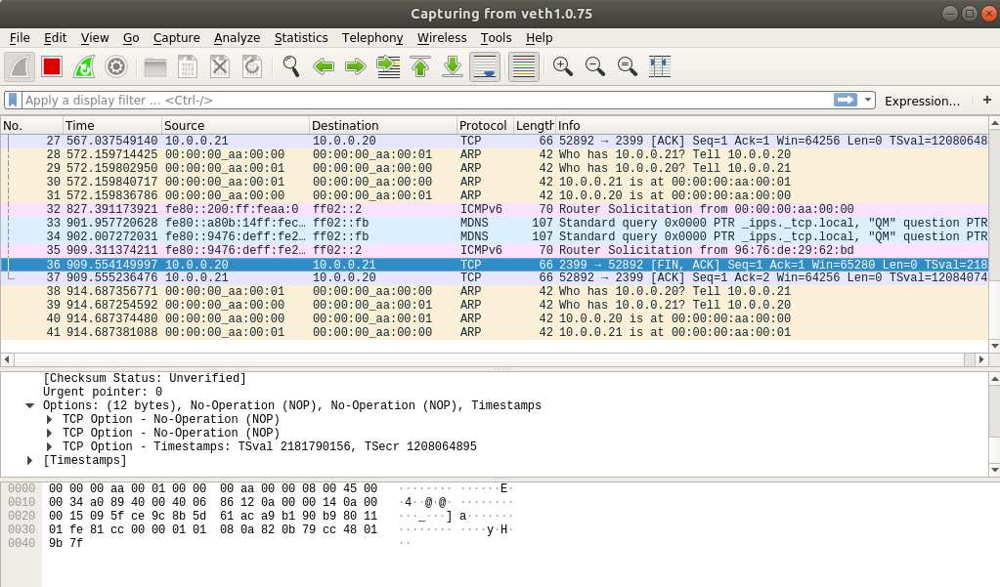 Capturing from veth1.0.75
File Edit View Go Capture Analyze Statistics Telephony Wireless Tools Help
Apply a display filter ... <Ctrl-/> Expression... +
No. Time Source Destination Protocol Length Info
27 567.037549140 10.0.0.21 10.0.0.20 TCP 66 52892 → 2399 [ACK] Seq=1 Ack=1 Win=64256 Len=0 TSval=12080648
28 572.159714425 00:00:00_aa:00:00 00:00:00_aa:00:01 ARP 42 Who has 10.0.0.21? Tell 10.0.0.20
29 572.159802950 00:00:00_aa:00:01 00:00:00_aa:00:00 ARP 42 Who has 10.0.0.20? Tell 10.0.0.21
30 572.159840717 00:00:00_aa:00:00 00:00:00_aa:00:01 ARP 42 10.0.0.20 is at 00:00:00:aa:00:00
31 572.159836786 00:00:00_aa:00:01 00:00:00_aa:00:00 ARP 42 10.0.0.21 is at 00:00:00:aa:00:01
32 827.391173921 fe80::200:ff:feaa:0 ff02::2 ICMPv6 70 Router Solicitation from 00:00:00:aa:00:00
33 901.957720628 fe80::a80b:14ff:fec… ff02::fb MDNS 107 Standard query 0x0000 PTR _ipps._tcp.local, "QM" question PTR
34 902.007272031 fe80::9476:deff:fe2… ff02::fb MDNS 107 Standard query 0x0000 PTR _ipps._tcp.local, "QM" question PTR
35 909.311374211 fe80::9476:deff:fe2… ff02::2 ICMPv6 70 Router Solicitation from 96:76:de:29:62:bd
36 909.554149997 10.0.0.20 10.0.0.21 TCP 66 2399 → 52892 [FIN, ACK] Seq=1 Ack=1 Win=65280 Len=0 TSval=218
37 909.555236476 10.0.0.21 10.0.0.20 TCP 66 52892 → 2399 [ACK] Seq=1 Ack=2 Win=64256 Len=0 TSval=12084074
38 914.687356771 00:00:00_aa:00:01 00:00:00_aa:00:00 ARP 42 Who has 10.0.0.20? Tell 10.0.0.21
39 914.687254592 00:00:00_aa:00:00 00:00:00_aa:00:01 ARP 42 Who has 10.0.0.21? Tell 10.0.0.20
40 914.687374480 00:00:00_aa:00:00 00:00:00_aa:00:01 ARP 42 10.0.0.20 is at 00:00:00:aa:00:00
41 914.687381088 00:00:00_aa:00:01 00:00:00_aa:00:00 ARP 42 10.0.0.21 is at 00:00:00:aa:00:01
[Checksum Status: Unverified]
Urgent pointer: 0
Options: (12 bytes), No-Operation (NOP), No-Operation (NOP), Timestamps
TCP Option - No-Operation (NOP)
TCP Option - No-Operation (NOP)
TCP Option - Timestamps: TSval 2181790156, TSecr 1208064895
[Timestamps]
0000 00 00 00 aa 00 01 00 00 00 aa 00 00 08 00 45 00 ········ ······E·
0010 00 34 a0 89 40 00 40 06 86 12 0a 00 00 14 0a 00 ·4··@·@· ········
0020 00 15 09 5f ce 9c 8b 5d 61 ac a9 b1 90 b9 80 11 ···_···] a·······
0030 01 fe 81 cc 00 00 01 01 08 0a 82 0b 79 cc 48 01 ········ ····y·H·
0040 9b 7f ··